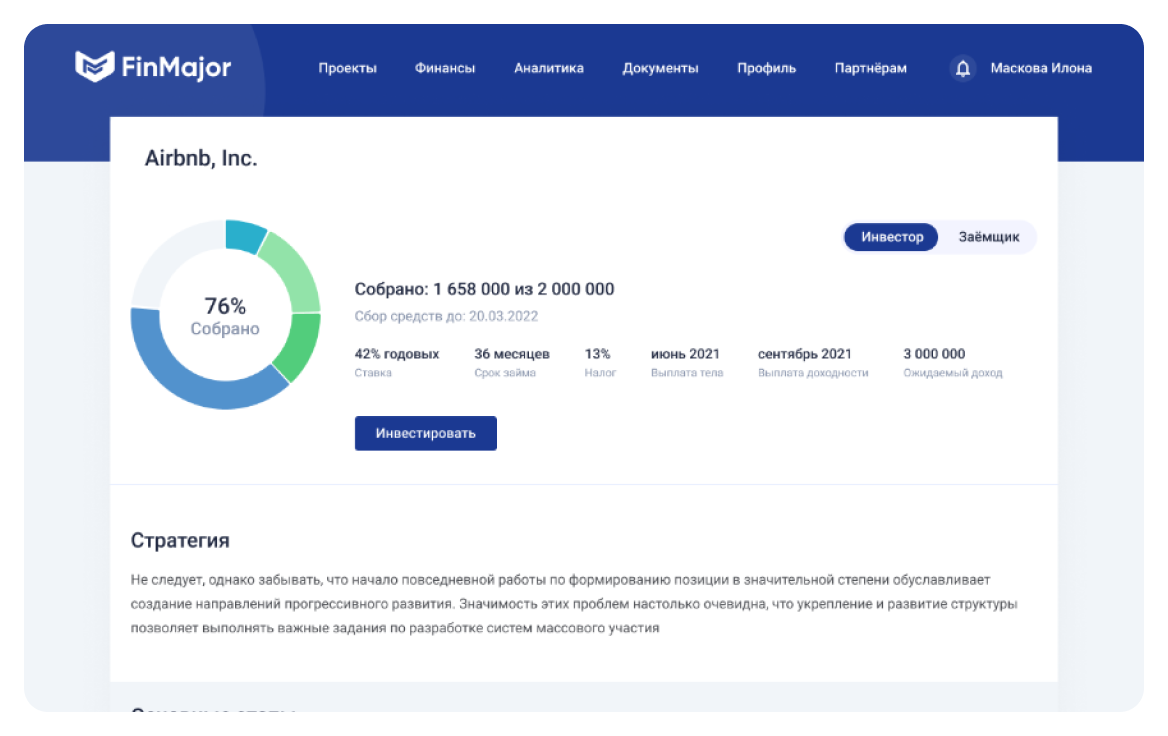 FinMajor
Проекты Финансы Аналитика Документы Профиль Партнёрам Маскова Илона
Airbnb, Inc.
Инвестор Заёмщик
76%
Собрано
Собрано: 1 658 000 из 2 000 000
Сбор средств до: 20.03.2022
42% годовых 36 месяцев 13% июнь 2021 сентябрь 2021 3 000 000
Ставка Срок займа Налог Выплата тела Выплата доходности Ожидаемый доход
Инвестировать
Стратегия
Не следует, однако забывать, что начало повседневной работы по формированию позиции в значительной степени обуславливает
создание направлений прогрессивного развития. Значимость этих проблем настолько очевидна, что укрепление и развитие структуры
позволяет выполнять важные задания по разработке систем массового участия